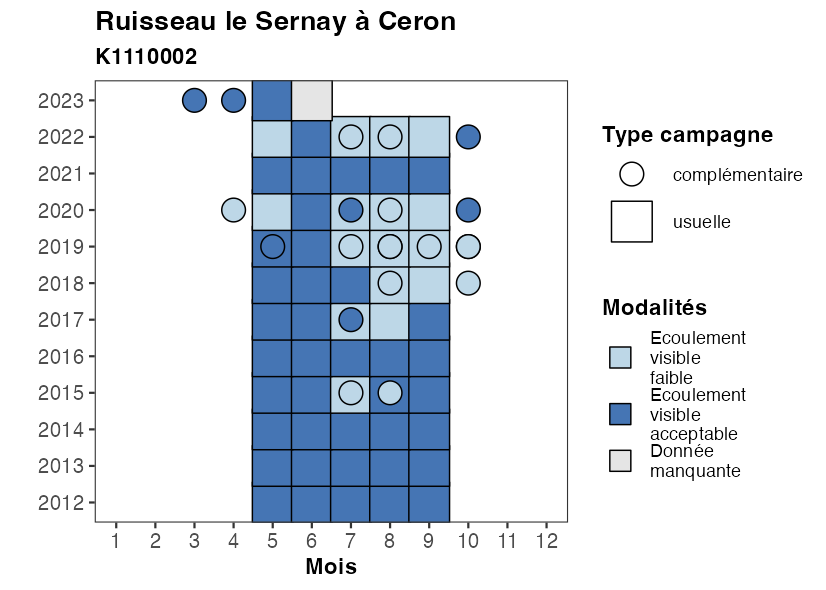 Ruisseau le Sernay à Ceron
K1110002
2023
2022
2021
2020
2019
2018
2017
2016
2015
2014
2013
2012
1 2 3 4 5 6 7 8 9 10 11 12
Mois
Type campagne
complémentaire
usuelle
Modalités
Ecoulement
visible
faible
Ecoulement
visible
acceptable
Donnée
manquante